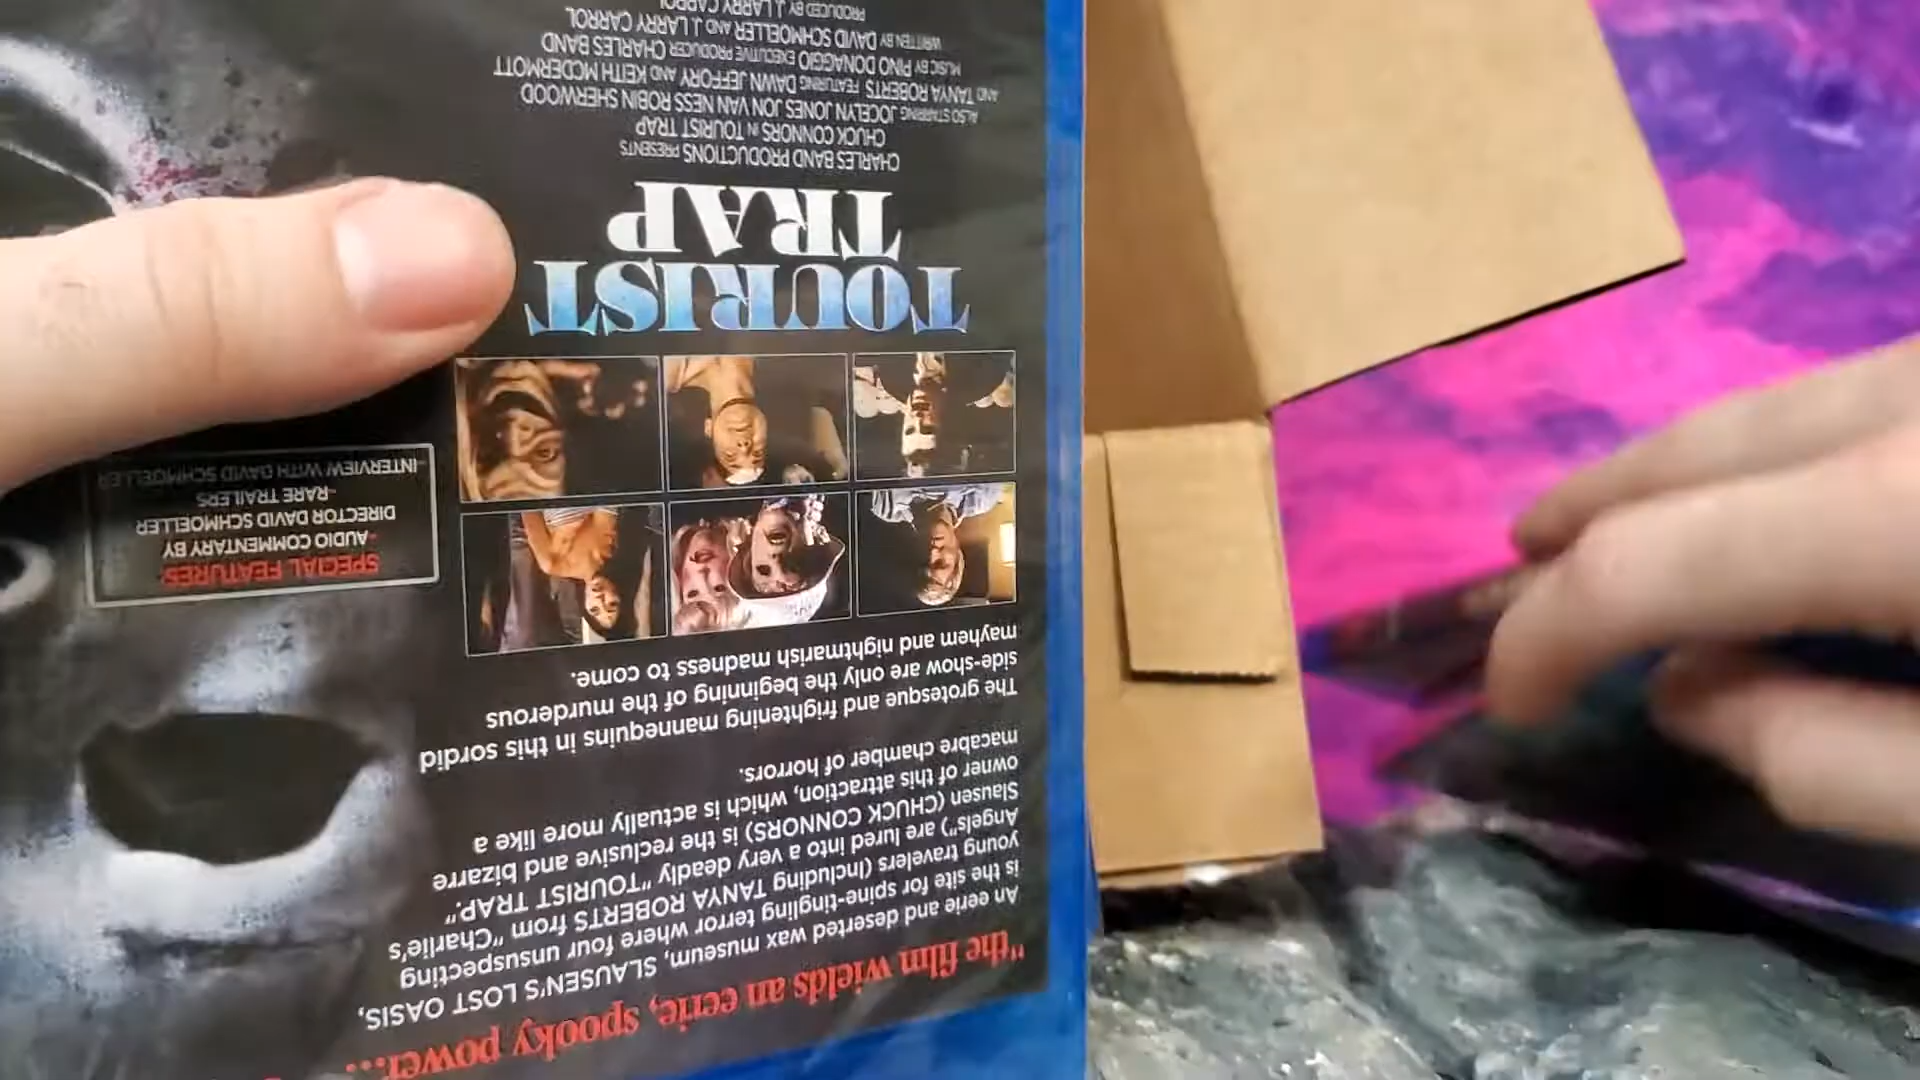 "the film wields an eerie, spooky power...
An eerie and deserted wax museum, SLAUSEN'S LOST OASIS,
is the site for spine-tingling terror where four unsuspecting
young travelers (including TANYA ROBERTS from "Charlie's
Angels") are lured into a very deadly "TOURIST TRAP."
Slausen (CHUCK CONNORS) is the reclusive and bizarre
owner of this attraction, which is actually more like a
macabre chamber of horrors.
The grotesque and frightening mannequins in this sordid
side-show are only the beginning of the murderous
mayhem and nightmarish madness to come.
SPECIAL FEATURES-
-AUDIO COMMENTARY BY
DIRECTOR DAVID SCHMOELLER
-RARE TRAILERS
-INTERVIEW WITH DAVID SCHMOELLER
TOURIST
TRAP
CHARLES BAND PRODUCTIONS PRESENTS
CHUCK CONNORS IN TOURIST TRAP
ALSO STARRING JOCELYN JONES JON VAN NESS ROBIN SHERWOOD
AND TANYA ROBERTS FEATURING DAWN JEFFORY AND KEITH MCDERMOTT
MUSIC BY PINO DONAGGIO EXECUTIVE PRODUCER CHARLES BAND
WRITTEN BY DAVID SCHMOELLER AND J. LARRY CARROL
PRODUCED BY J. LARRY CARROL